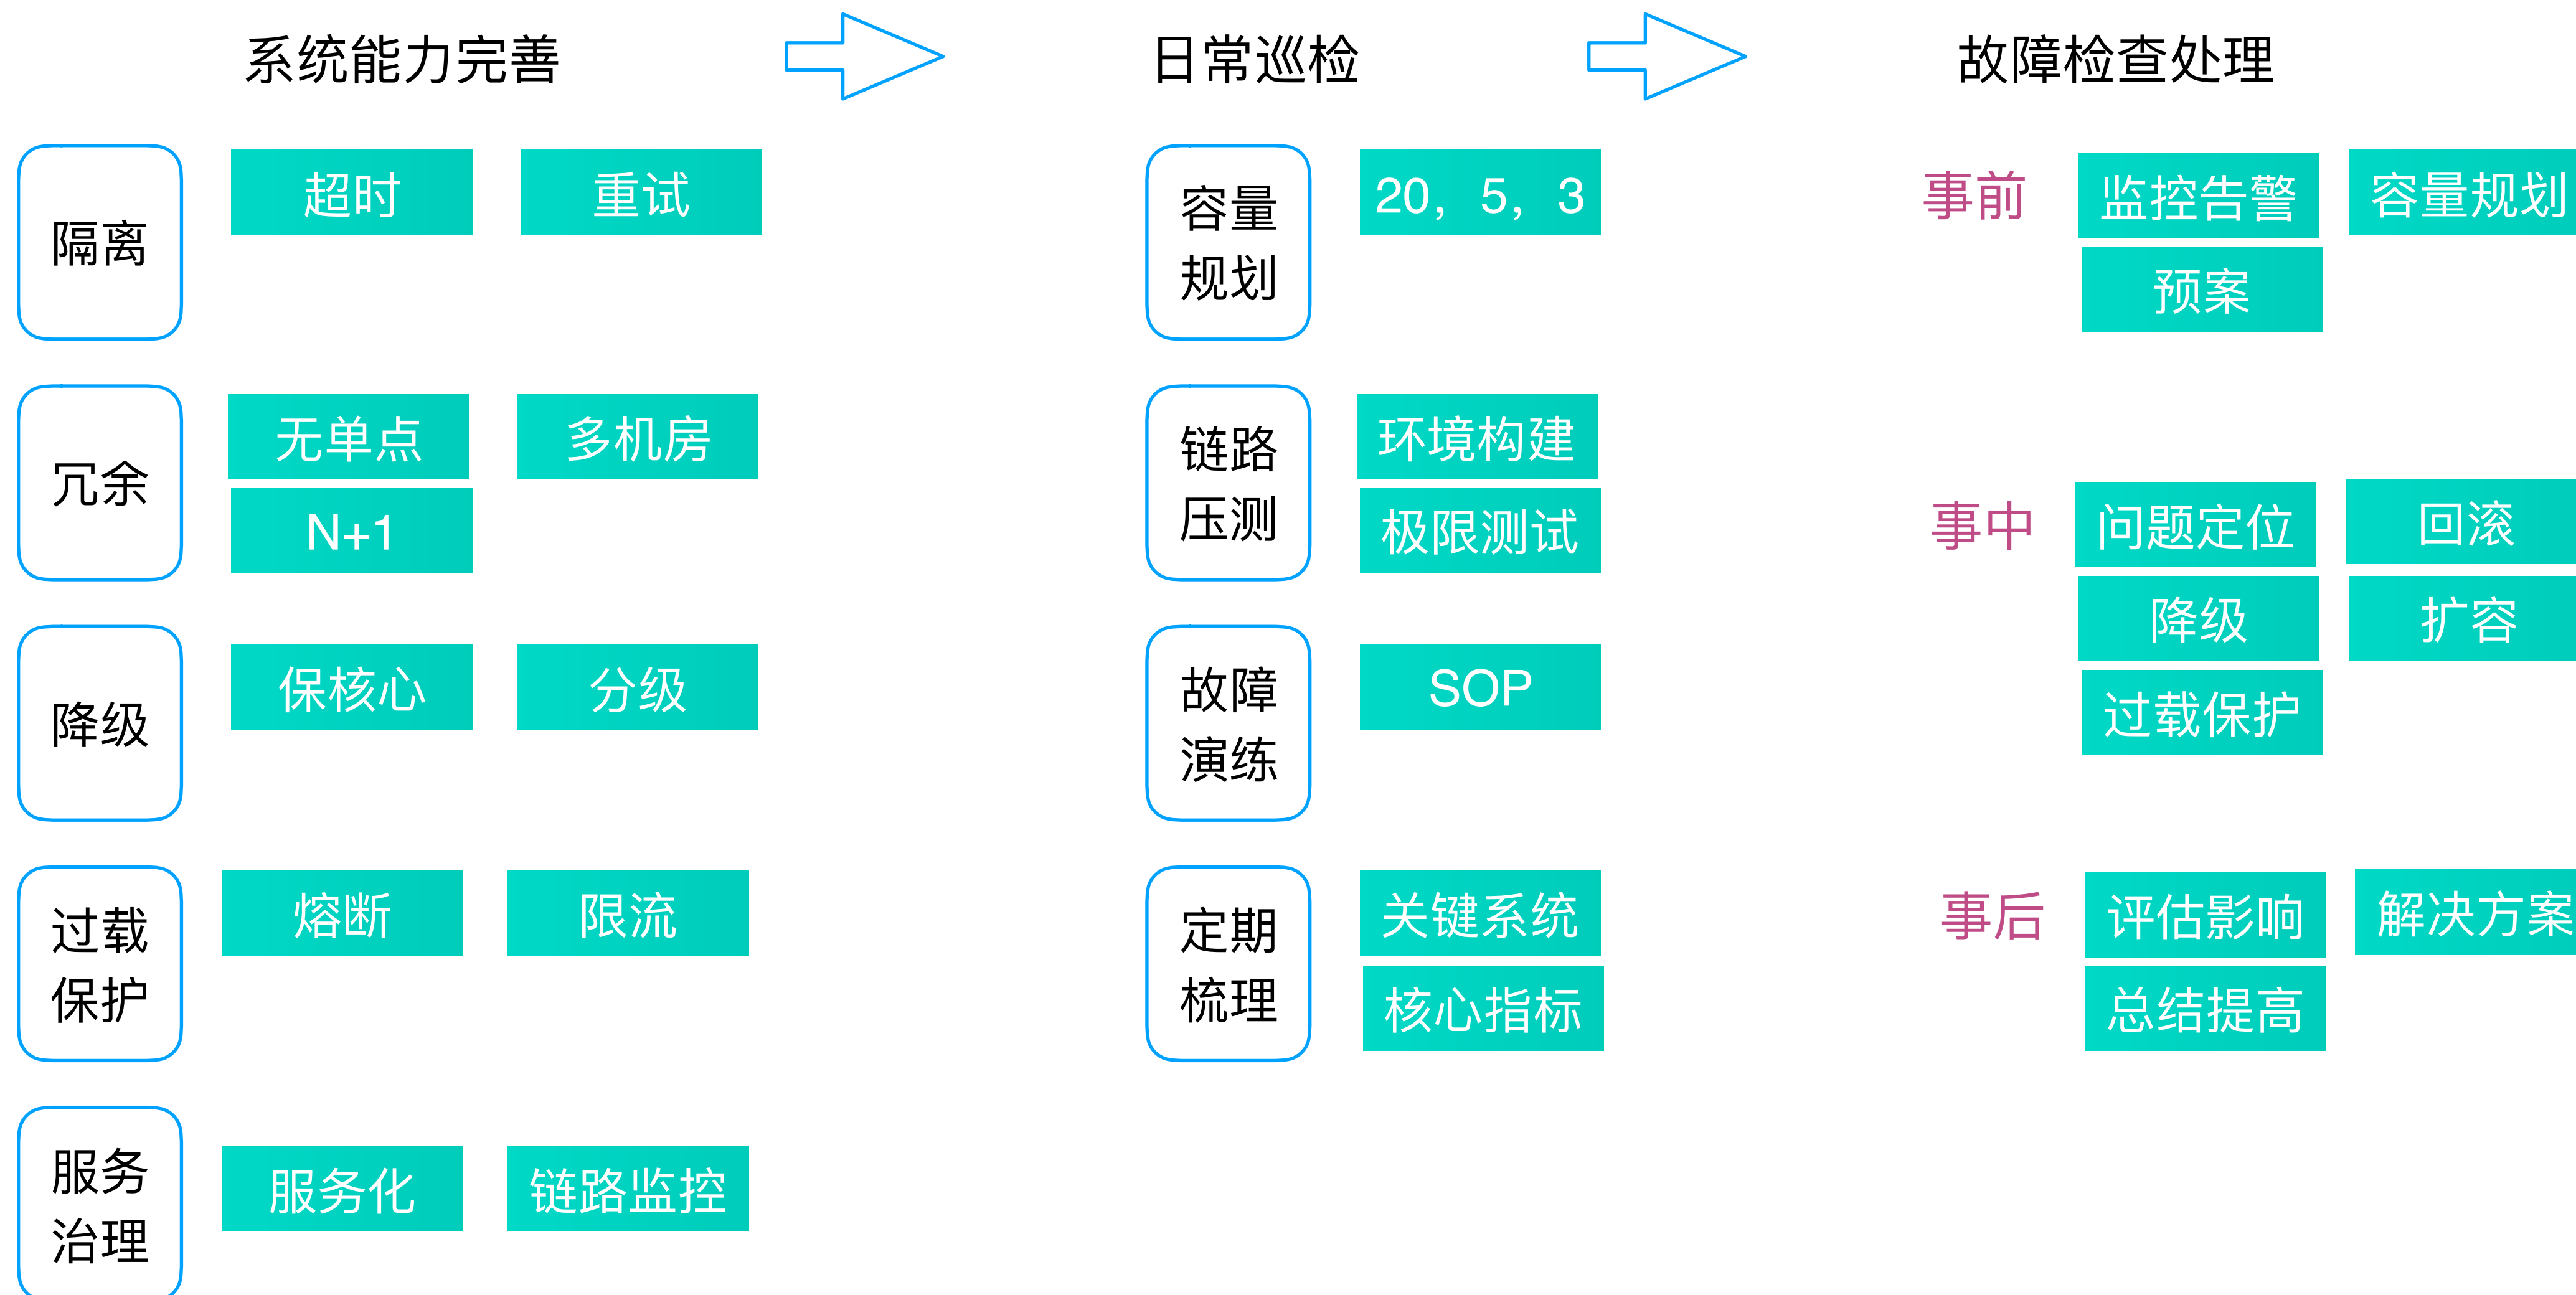 系统能力完善
日常巡检
故障检查处理
隔离
超时
重试
冗余
无单点
多机房
N+1
降级
保核心
分级
过载
保护
熔断
限流
服务
治理
服务化
链路监控
容量
规划
20，5，3
链路
压测
环境构建
极限测试
故障
演练
SOP
定期
梳理
关键系统
核心指标
事前
监控告警
容量规划
预案
事中
问题定位
回滚
降级
扩容
过载保护
事后
评估影响
解决方案
总结提高